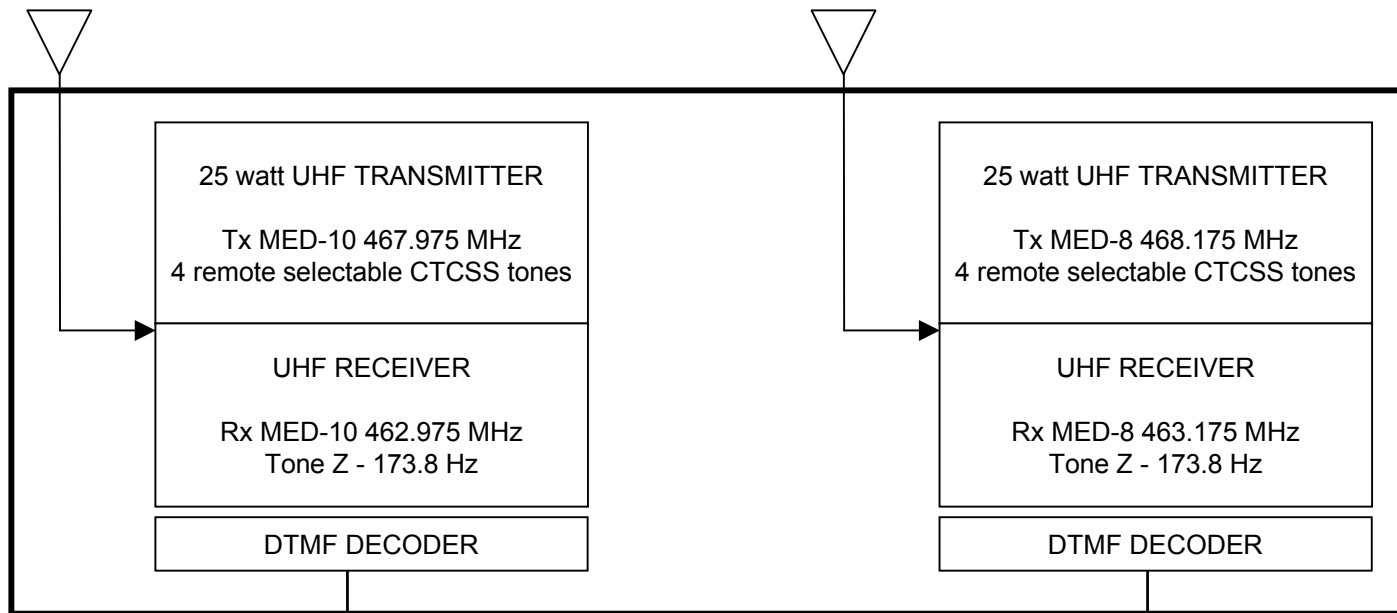 25 watt UHF TRANSMITTER
Tx MED-10 467.975 MHz
4 remote selectable CTCSS tones
UHF RECEIVER
Rx MED-10 462.975 MHz
Tone Z - 173.8 Hz
DTMF DECODER
25 watt UHF TRANSMITTER
Tx MED-8 468.175 MHz
4 remote selectable CTCSS tones
UHF RECEIVER
Rx MED-8 463.175 MHz
Tone Z - 173.8 Hz
DTMF DECODER